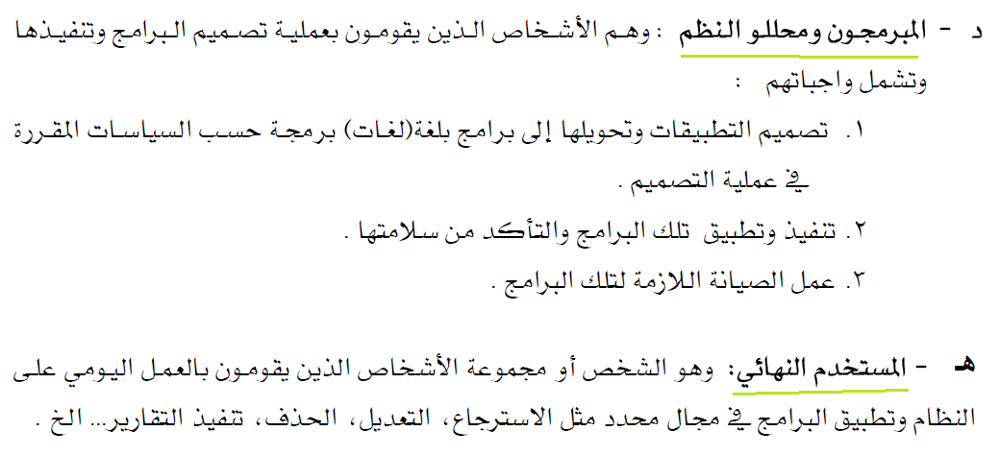 د - المبرمجون ومحللو النظم : وهم الأشخاص الذين يقومون بعملية تصميم البرامج وتنفيذها
وتشمل واجباتهم :
١. تصميم التطبيقات وتحويلها إلى برامج بلغة(لغات) برمجة حسب السياسات المقررة
في عملية التصميم .
٢. تنفيذ وتطبيق تلك البرامج والتأكد من سلامتها .
٣. عمل الصيانة اللازمة لتلك البرامج .
هـ - المستخدم النهائي: وهو الشخص أو مجموعة الأشخاص الذين يقومون بالعمل اليومي على
النظام وتطبيق البرامج في مجال محدد مثل الاسترجاع، التعديل، الحذف، تنفيذ التقارير... الخ .